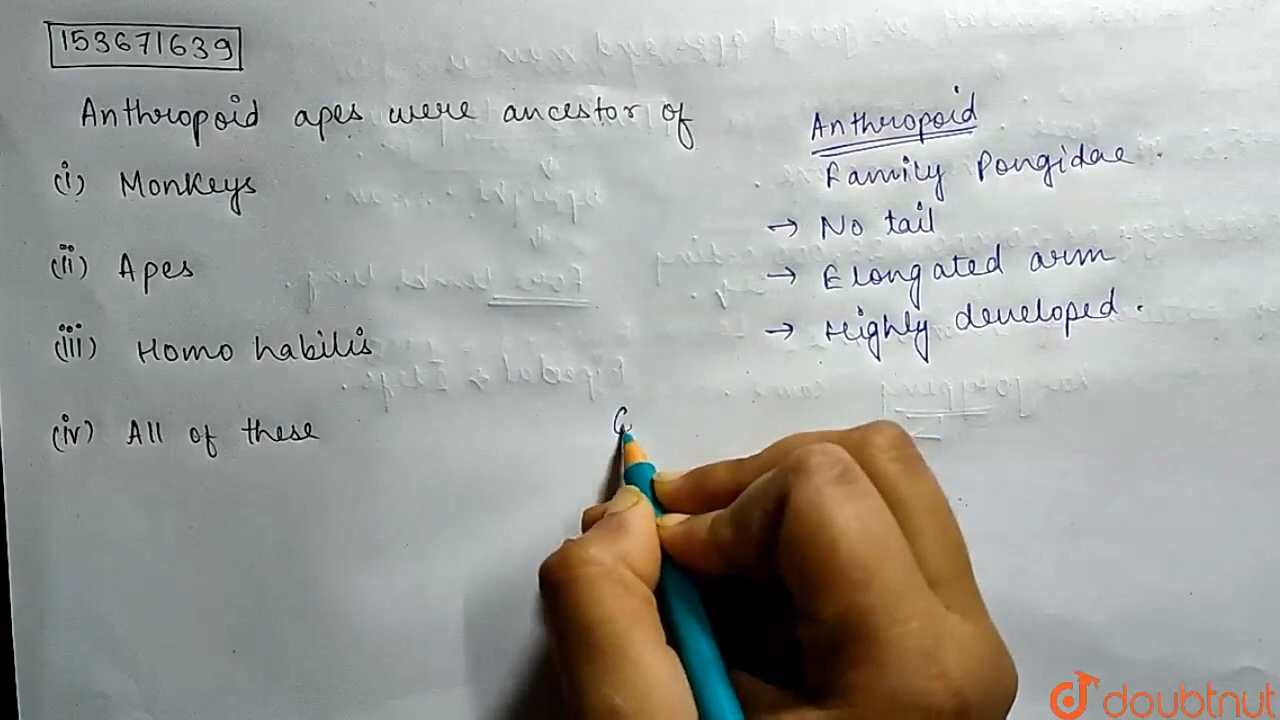 153671639
Anthropoid apes were ancestor of
(i) Monkeys
(ii) Apes
(iii) Homo habilis
(iv) All of these
Anthropoid
Family Pongidae.
→ No tail
→ Elongated arm
→ Highly developed.
G
doubtnut